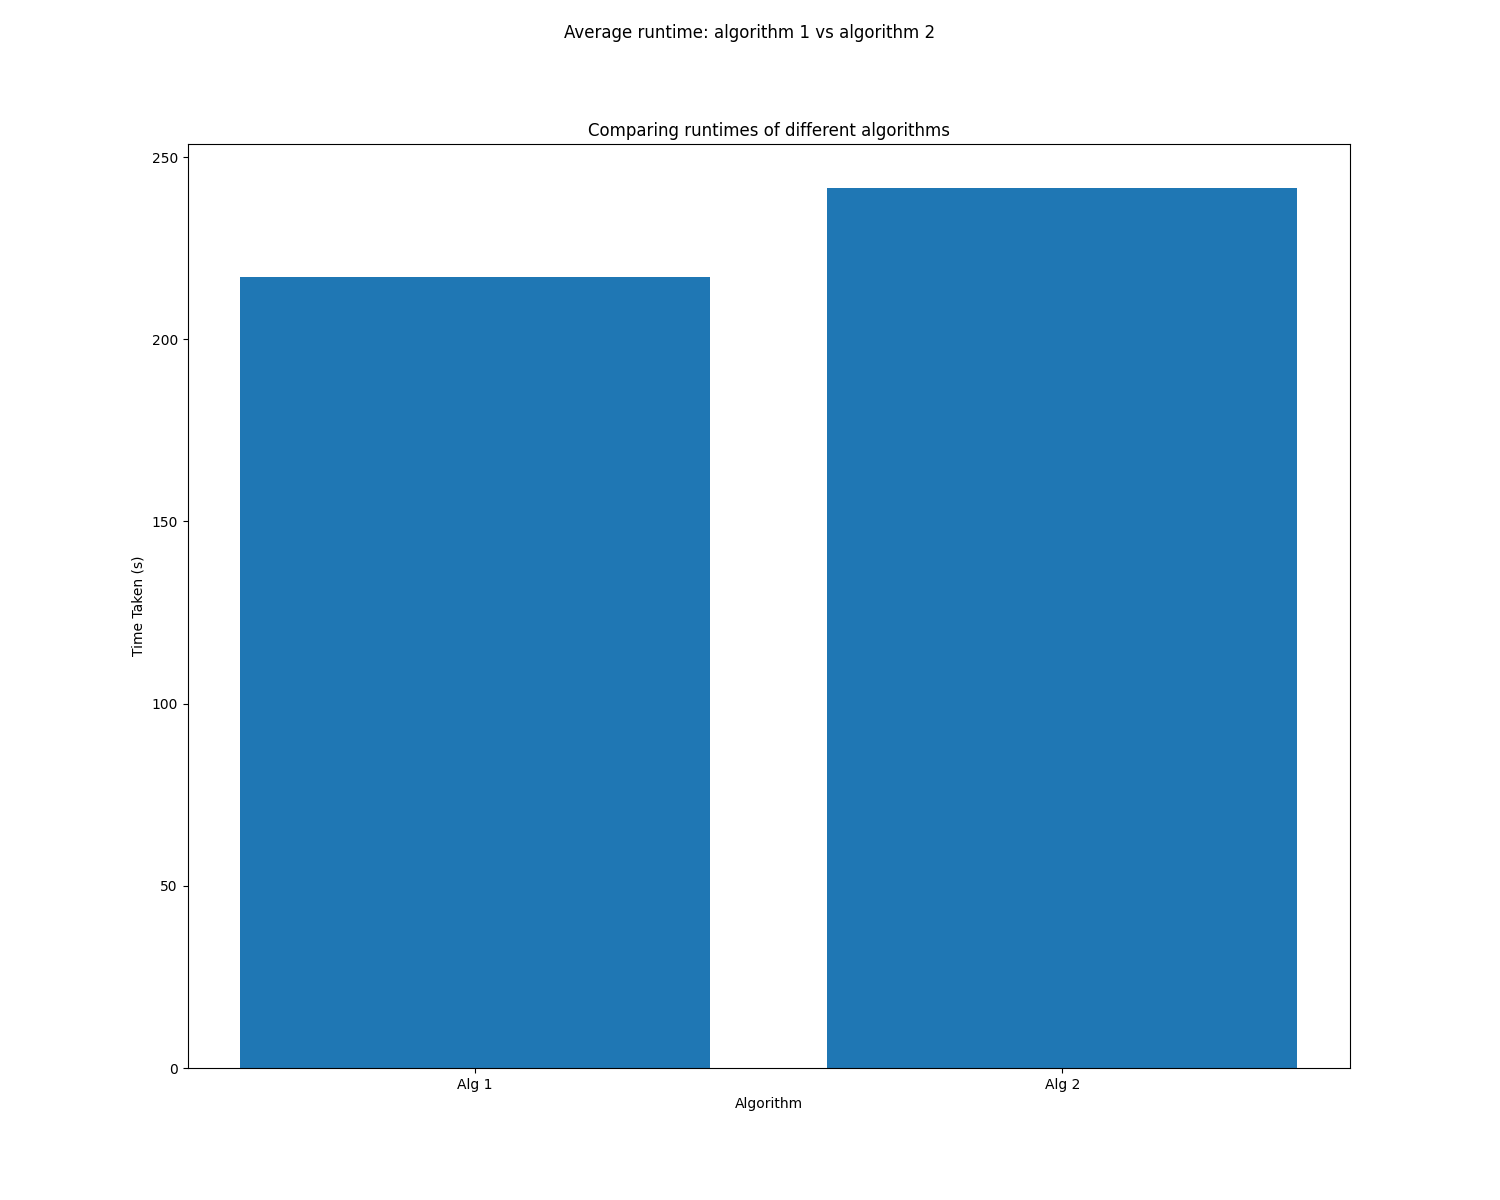 Average runtime: algorithm 1 vs algorithm 2
Comparing runtimes of different algorithms
250
200
150
100
50
0
Time Taken (s)
Alg 1
Alg 2
Algorithm